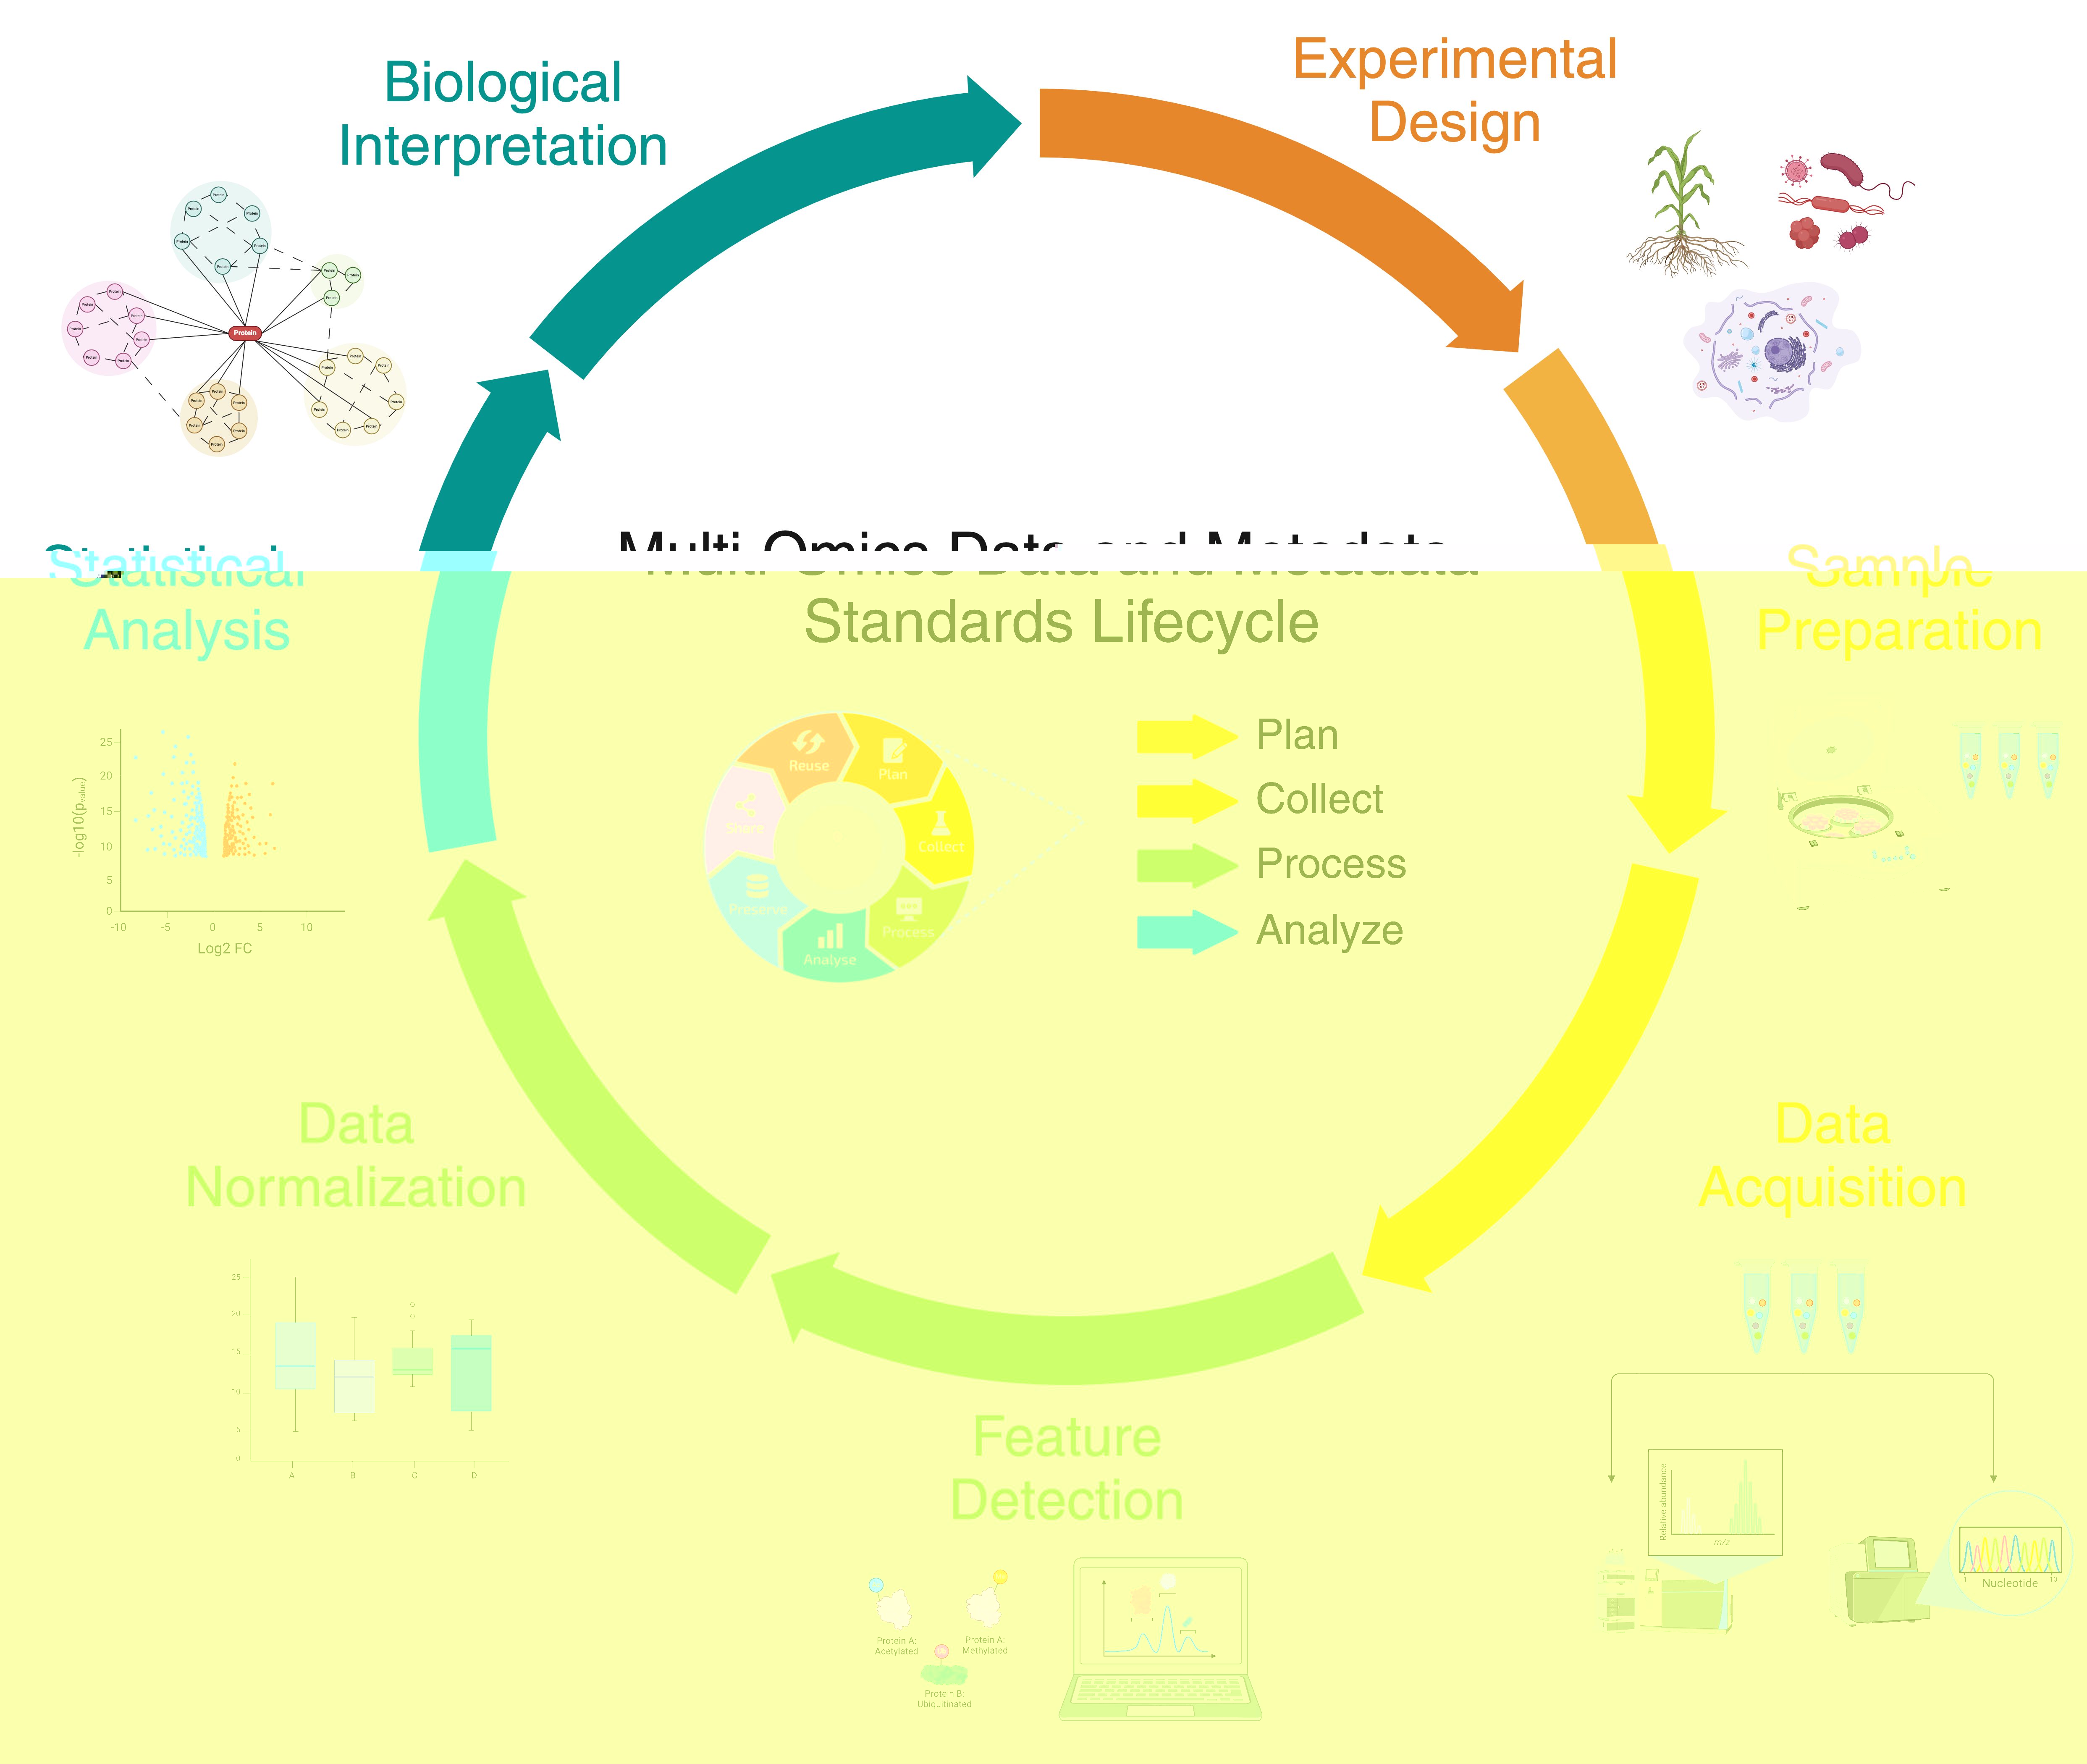 Biological
Interpretation
Experimental
Design
Protein
Multi-Omics Data and Metadata
Standards Lifecycle
Statistical
Analysis
Sample
Preparation
Reuse
Plan
Share
Collect
Preserve
Process
Analyse
Plan
Collect
Process
Analyze
-log10(pvalue)
25
20
15
10
5
0
-10 -5 0 5 10
Log2 FC
Data
Normalization
25
20
15
10
5
0
A B C D
Data
Acquisition
Relative abundance
m/z
Nucleotide
1 10
Feature
Detection
Protein A:
Acetylated
Protein A:
Methylated
Protein B:
Ubiquitinated